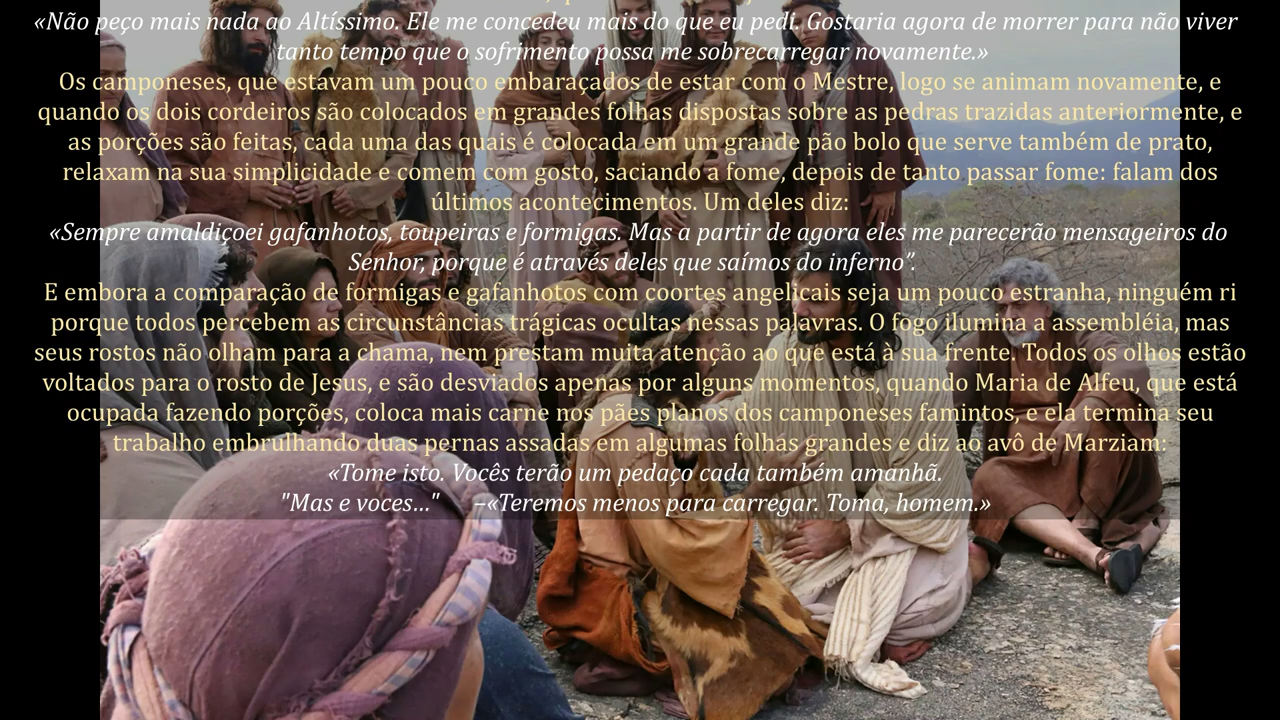 «Não peço mais nada ao Altíssimo. Ele me concedeu mais do que eu pedi. Gostaria agora de morrer para não viver
tanto tempo que o sofrimento possa me sobrecarregar novamente.»
Os camponeses, que estavam um pouco embaraçados de estar com o Mestre, logo se animam novamente, e
quando os dois cordeiros são colocados em grandes folhas dispostas sobre as pedras trazidas anteriormente, e
as porções são feitas, cada uma das quais é colocada em um grande pão bolo que serve também de prato,
relaxam na sua simplicidade e comem com gosto, saciando a fome, depois de tanto passar fome: falam dos
últimos acontecimentos. Um deles diz:
«Sempre amaldiçoei gafanhotos, toupeiras e formigas. Mas a partir de agora eles me parecerão mensageiros do
Senhor, porque é através deles que saímos do inferno”.
E embora a comparação de formigas e gafanhotos com coortes angelicais seja um pouco estranha, ninguém ri
porque todos percebem as circunstâncias trágicas ocultas nessas palavras. O fogo ilumina a assembléia, mas
seus rostos não olham para a chama, nem prestam muita atenção ao que está à sua frente. Todos os olhos estão
voltados para o rosto de Jesus, e são desviados apenas por alguns momentos, quando Maria de Alfeu, que está
ocupada fazendo porções, coloca mais carne nos pães planos dos camponeses famintos, e ela termina seu
trabalho embrulhando duas pernas assadas em algumas folhas grandes e diz ao avô de Marziam:
«Tome isto. Vocês terão um pedaço cada também amanhã.
"Mas e voces..." –«Teremos menos para carregar. Toma, homem.»